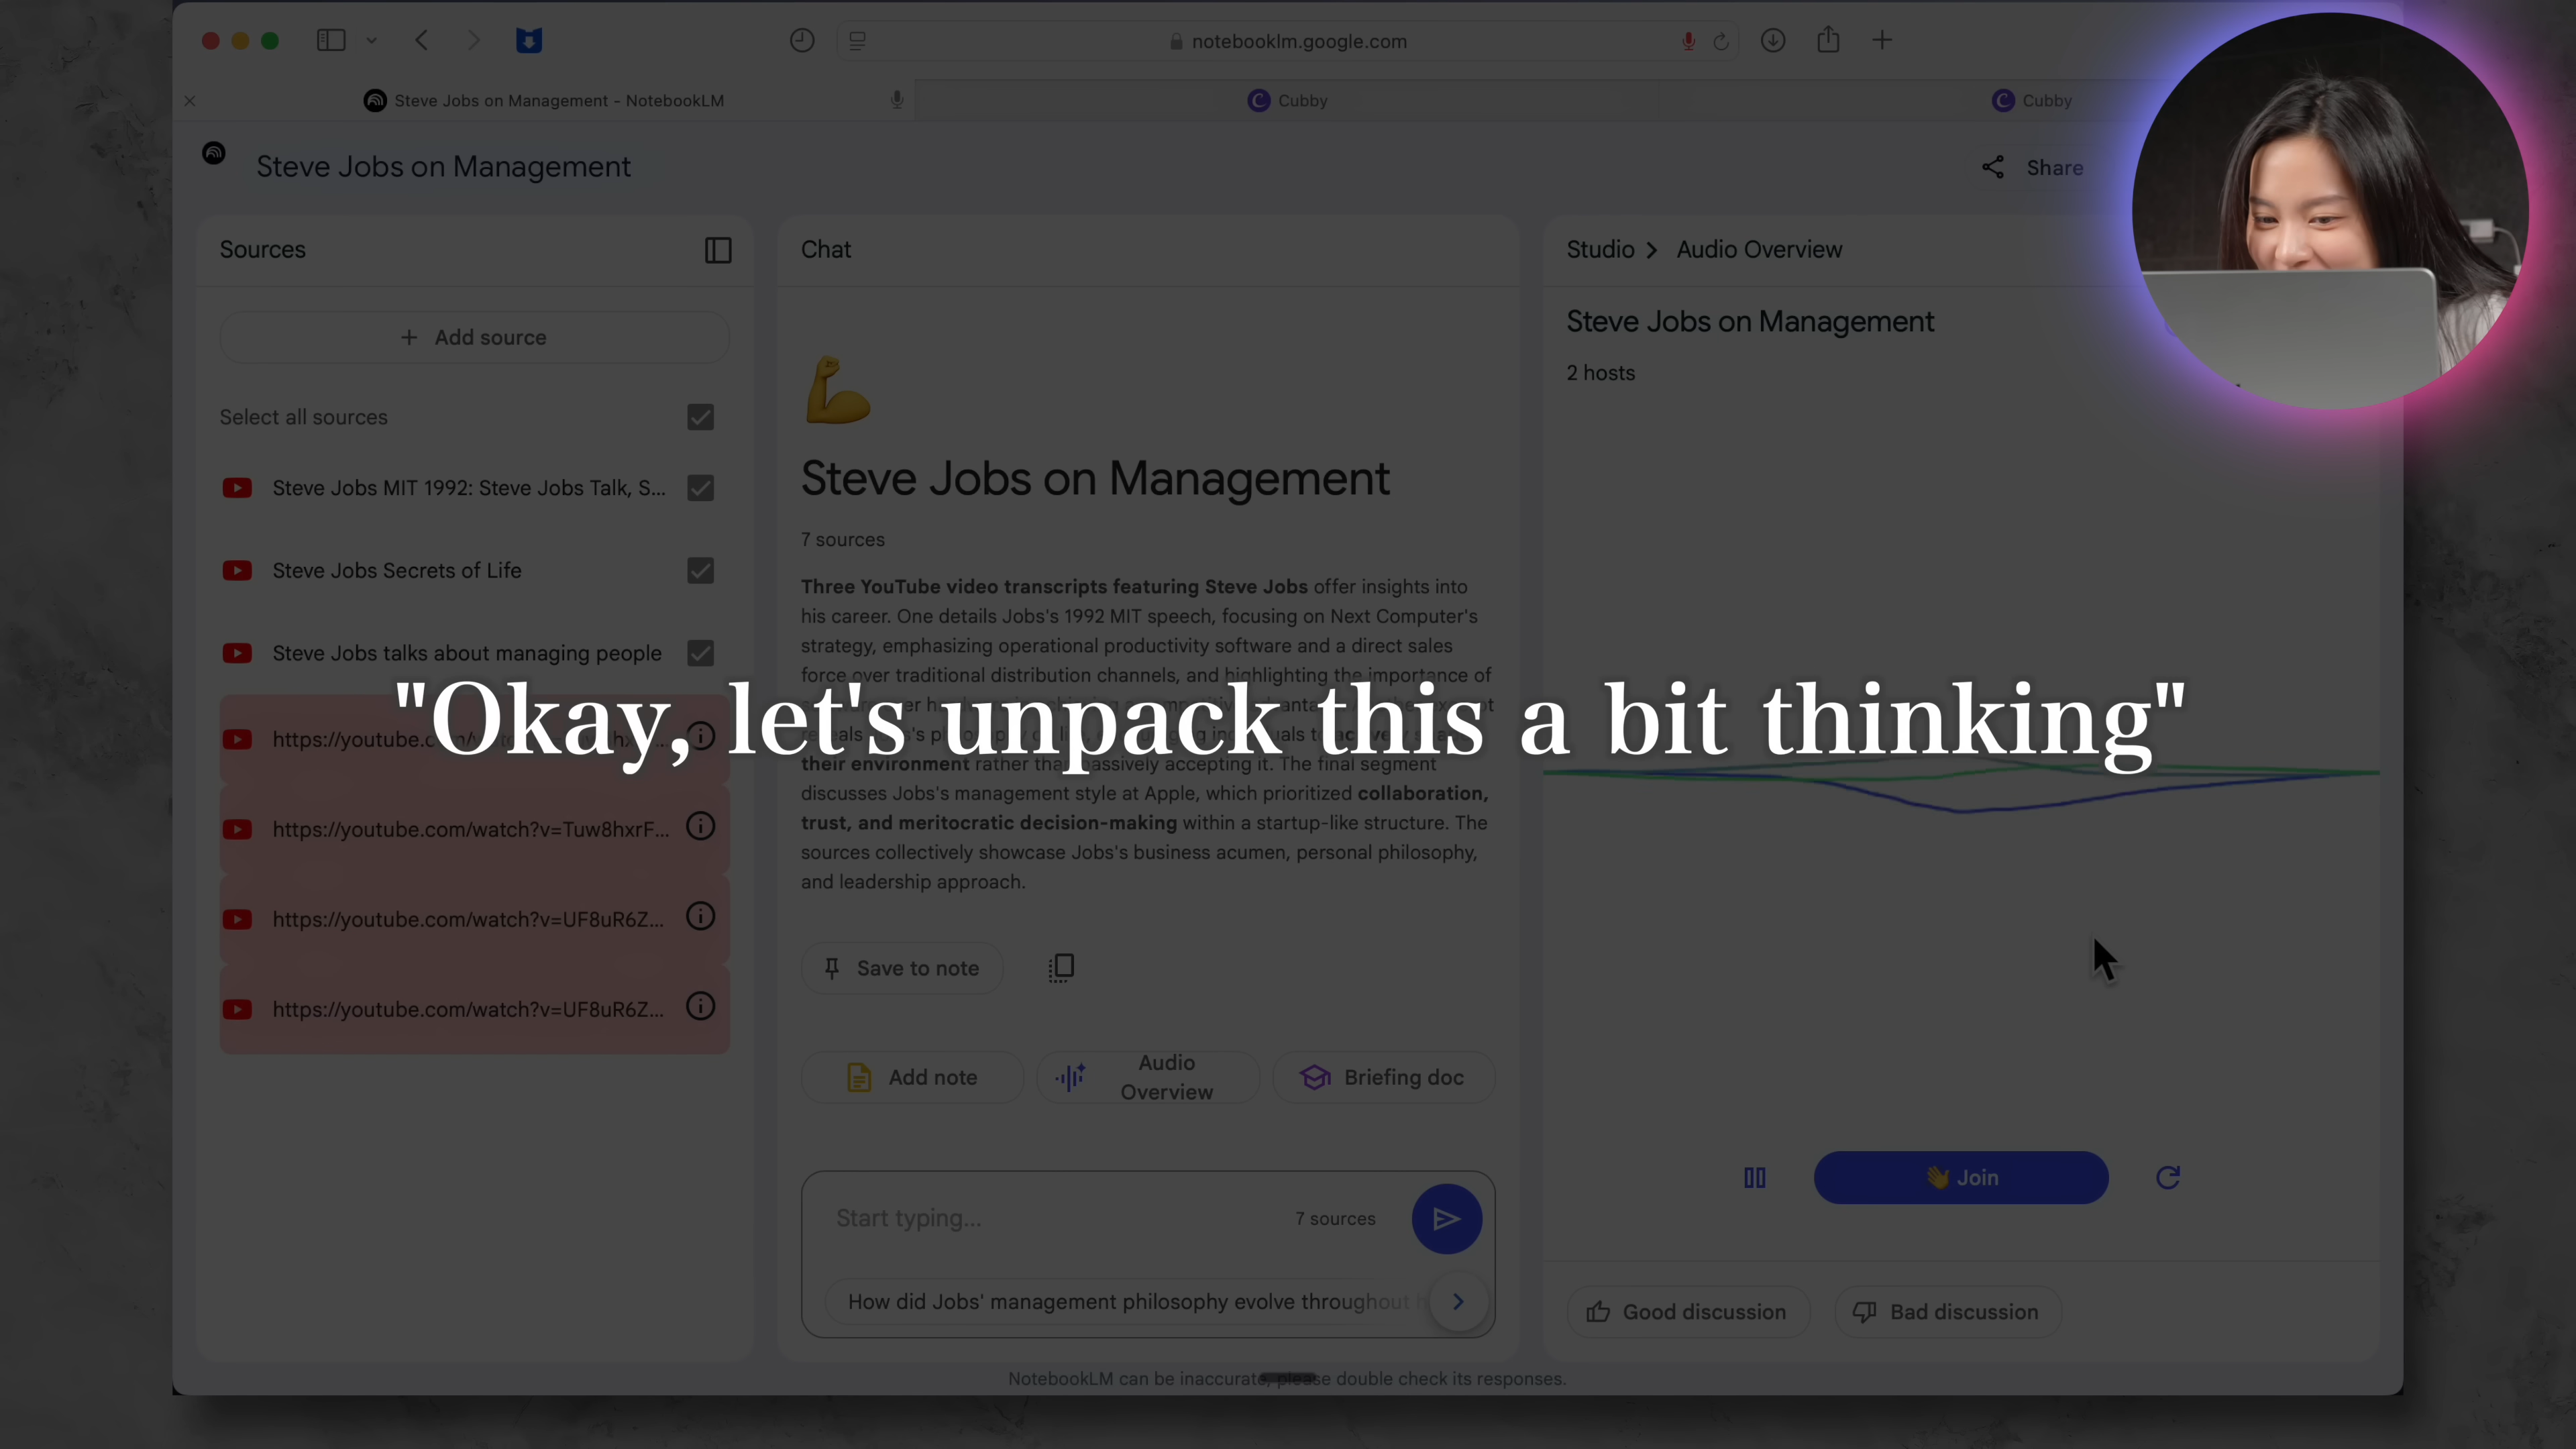 notebooklm.google.com
Steve Jobs on Management - NotebookLM
Cubby
Cubby
Steve Jobs on Management
Share
Sources
Add source
Select all sources
Steve Jobs MIT 1992: Steve Jobs Talk, S...
Steve Jobs Secrets of Life
Steve Jobs talks about managing people
https://youtube.c
https://youtube.com/watch?v=Tuw8hxrF...
https://youtube.com/watch?v=UF8uR6Z...
https://youtube.com/watch?v=UF8uR6Z...
Chat
💪
Steve Jobs on Management
7 sources
Three YouTube video transcripts featuring Steve Jobs offer insights into
his career. One details Jobs's 1992 MIT speech, focusing on Next Computer's
strategy, emphasizing operational productivity software and a direct sales
force over traditional distribution channels, and highlighting the importance of
"Okay, let's unpack this a bit thinking"
their environment rather than passively accepting it. The final segment
discusses Jobs's management style at Apple, which prioritized collaboration,
trust, and meritocratic decision-making within a startup-like structure. The
sources collectively showcase Jobs's business acumen, personal philosophy,
and leadership approach.
Save to note
Add note
Audio
Overview
Briefing doc
Start typing...
7 sources
How did Jobs' management philosophy evolve throughout
Studio > Audio Overview
Steve Jobs on Management
2 hosts
👋 Join
Good discussion
Bad discussion
NotebookLM can be inaccurate, please double check its responses.